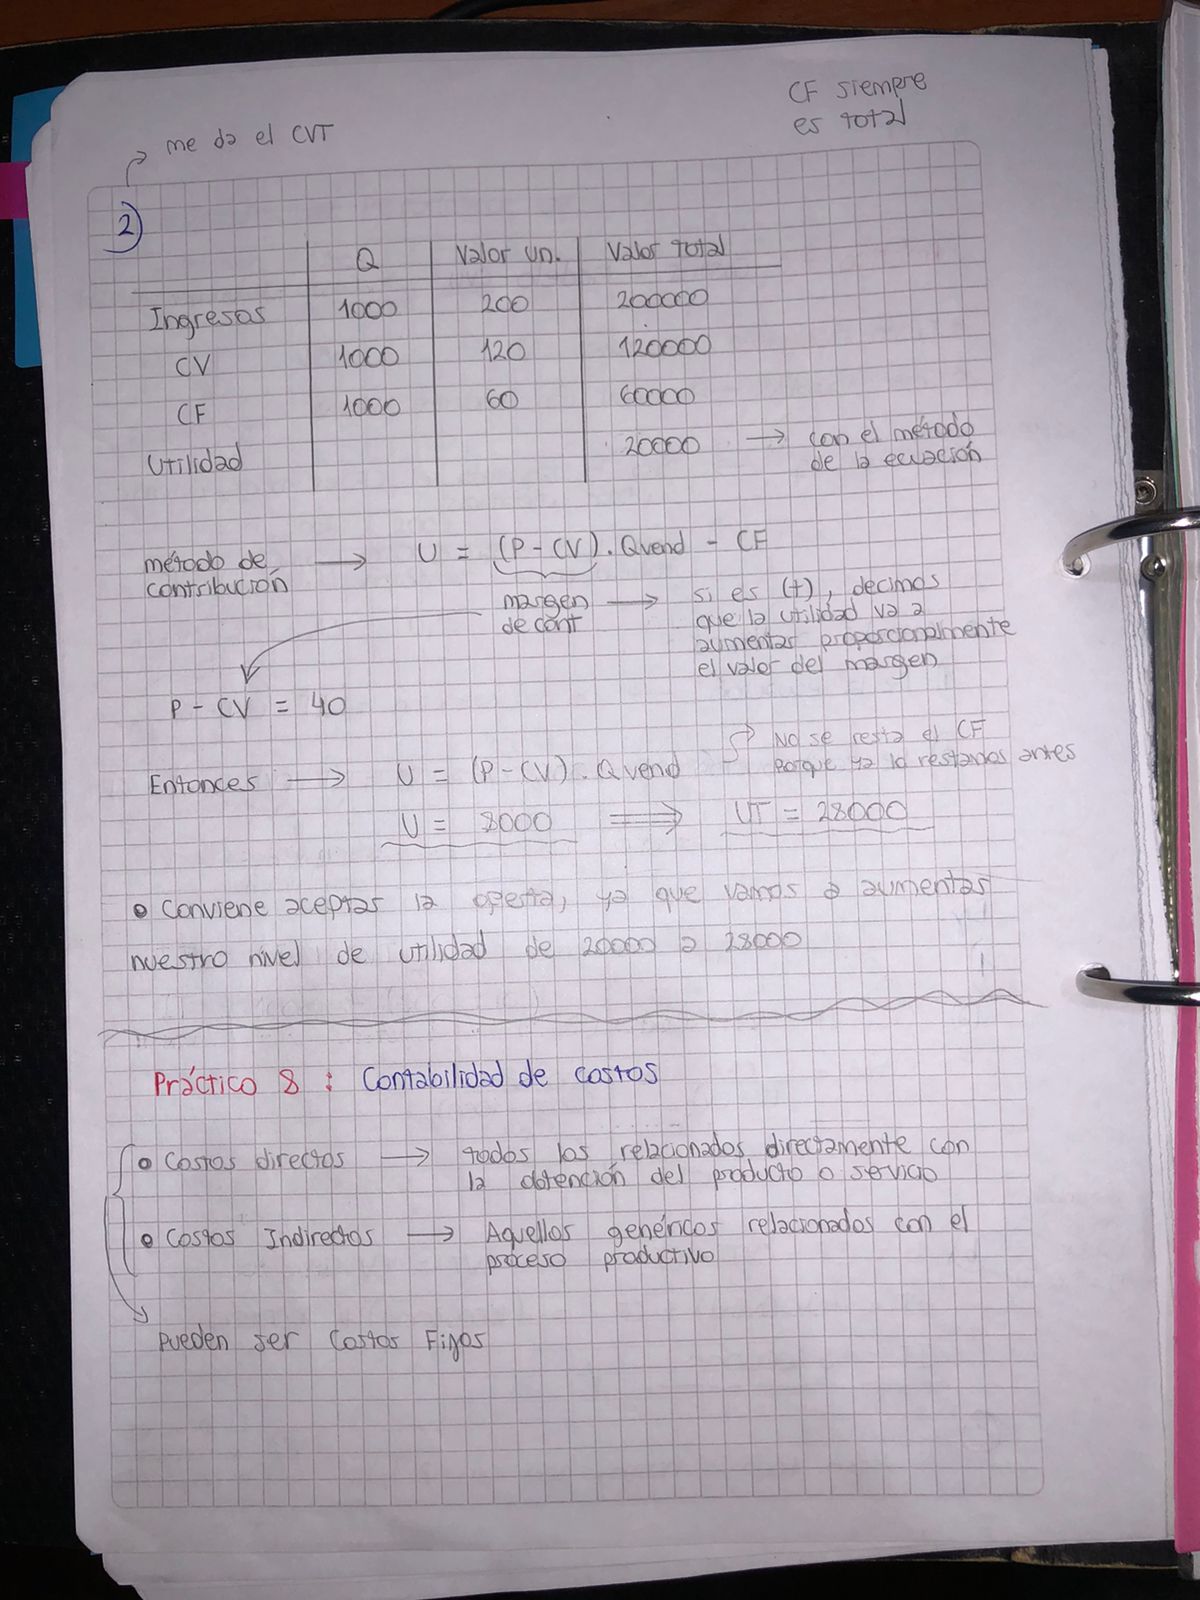 CF siempre
es total
me da el CVT
2)
Q Valor un. Valor total
Ingresos 1000 200 200000
CV 1000 120 120000
CF 1000 60 60000
Utilidad 20000 → con el método
de la ecuación
método de
contribución → U = (P - CV) . Qvend - CF
margen
de cont → si es (+), decimos
que la utilidad va a
aumentar proporcionalmente
el valor del margen
P - CV = 40
No se resta el CF
porque ya lo restamos antes
Entonces → U = (P - CV) . Qvend
U = 8000 ⇒ UT = 28000
• Conviene aceptar la oferta, ya que vamos a aumentar
nuestro nivel de utilidad de 20000 a 28000
Práctico 8 : Contabilidad de costos
• Costos directos → todos los relacionados directamente con
la obtención del producto o servicio
• Costos Indirectos → Aquellos genéricos relacionados con el
proceso productivo
Pueden ser Costos Fijos